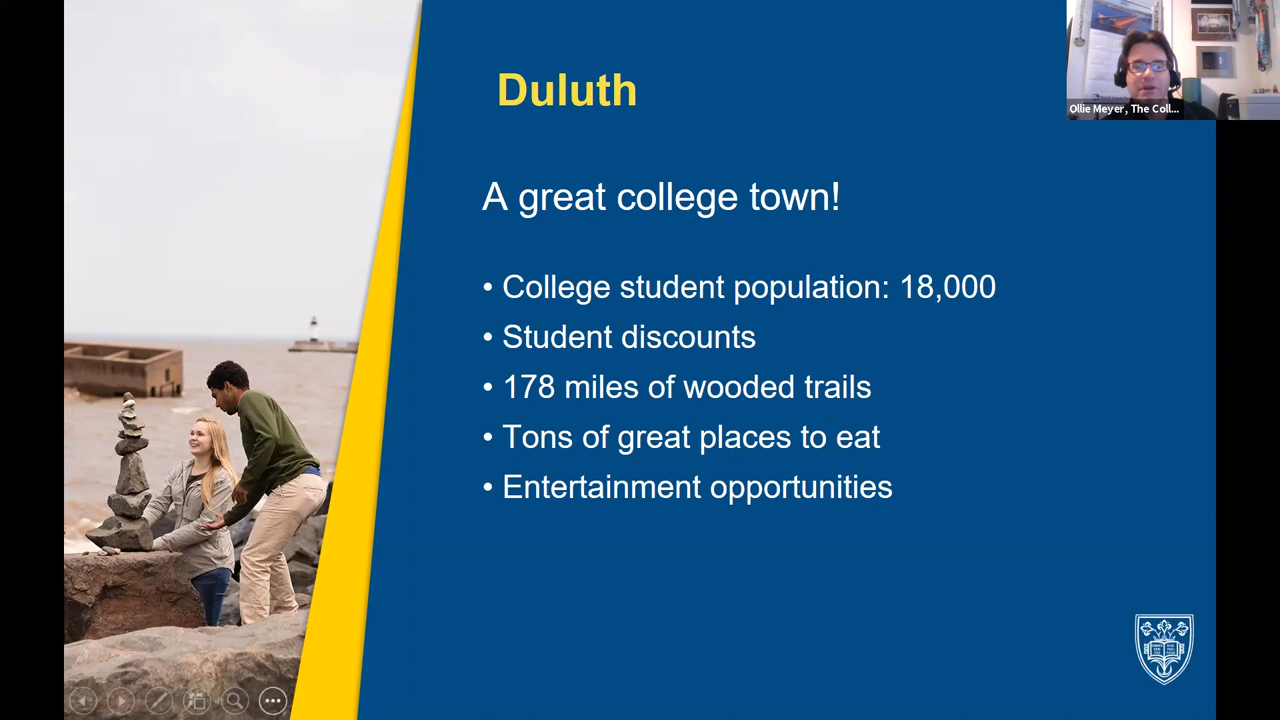 Duluth
Ollie Meyer, The Coll...
A great college town!
• College student population: 18,000
• Student discounts
• 178 miles of wooded trails
• Tons of great places to eat
• Entertainment opportunities